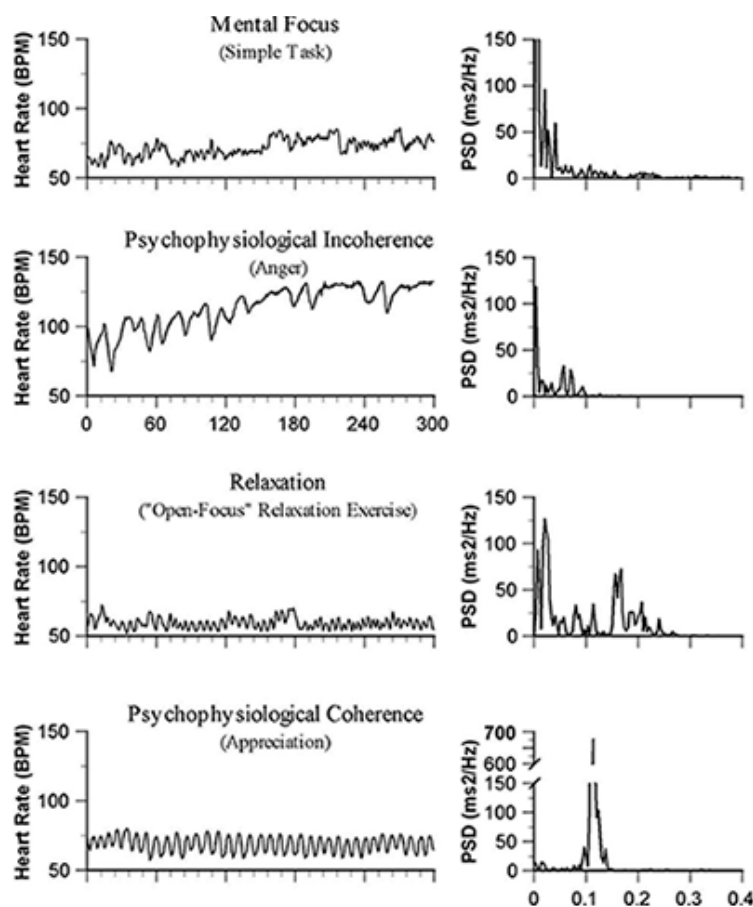 Mental Focus
(Simple Task)
Heart Rate (BPM)
150
100
50
PSD (ms2/Hz)
150
100
50
0
Psychophysiological Incoherence
(Anger)
Heart Rate (BPM)
150
100
50
0
60
120
180
240
300
PSD (ms2/Hz)
150
100
50
0
Relaxation
("Open-Focus" Relaxation Exercise)
Heart Rate (BPM)
150
100
50
PSD (ms2/Hz)
150
100
50
0
Psychophysiological Coherence
(Appreciation)
Heart Rate (BPM)
150
100
50
PSD (ms2/Hz)
700
600
150
100
50
0
0
0.1
0.2
0.3
0.4